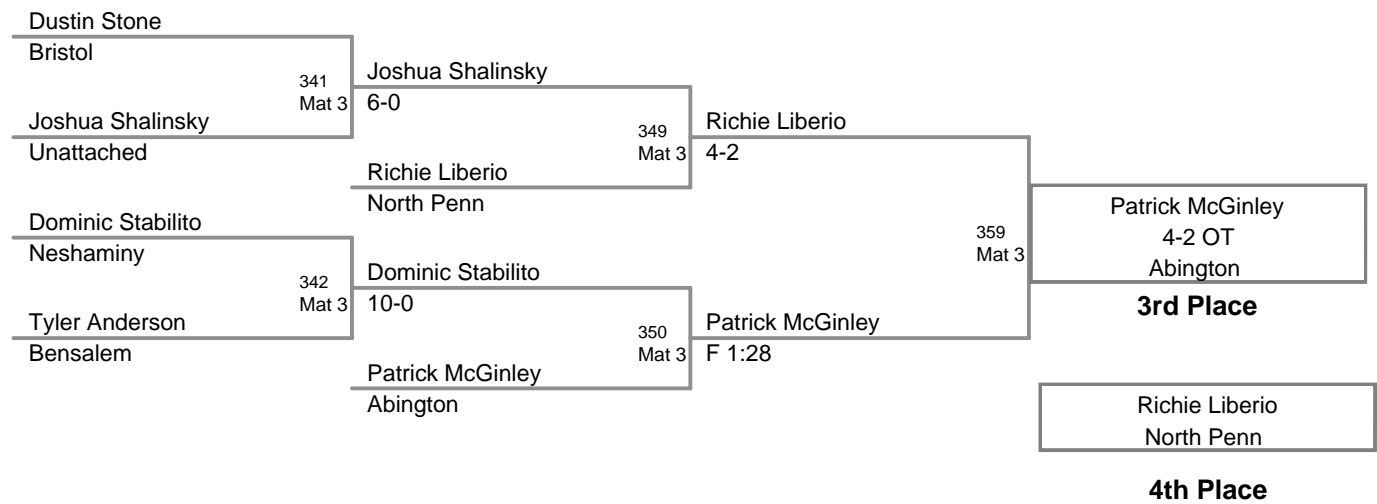 Dustin Stone
Bristol
341
Mat 3
Joshua Shalinsky
6-0
Joshua Shalinsky
Unattached
349
Mat 3
Richie Liberio
4-2
Richie Liberio
North Penn
Dominic Stabilito
Neshaminy
359
Mat 3
Patrick McGinley
4-2 OT
Abington
3rd Place
342
Mat 3
Dominic Stabilito
10-0
Tyler Anderson
Bensalem
350
Mat 3
Patrick McGinley
F 1:28
Patrick McGinley
Abington
Richie Liberio
North Penn
4th Place